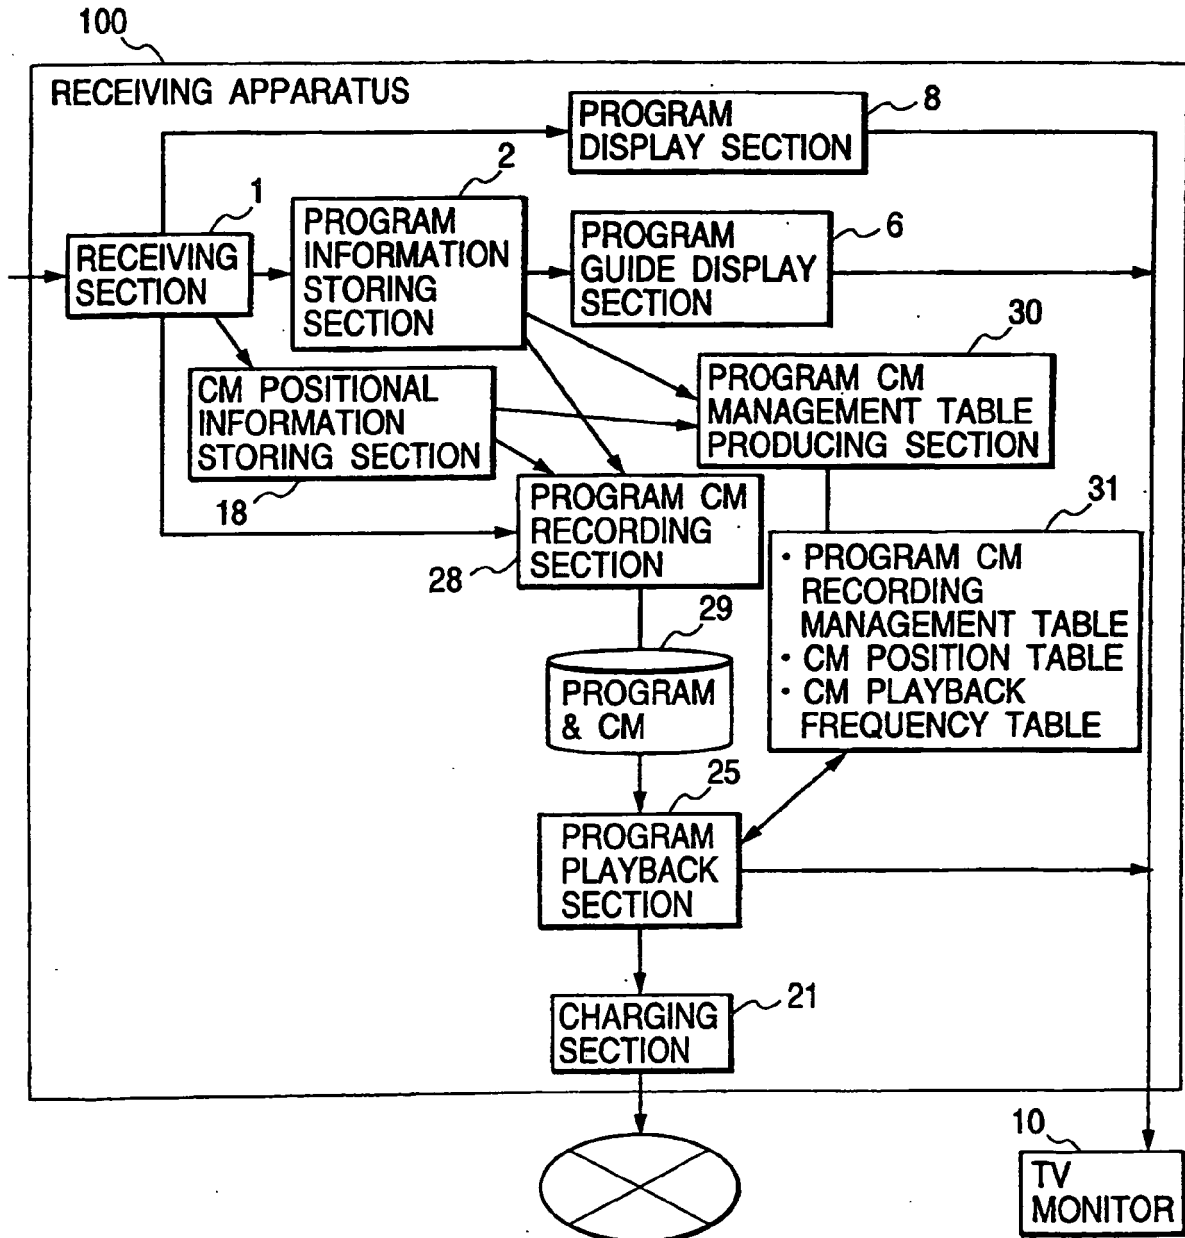 100
RECEIVING APPARATUS
PROGRAM
DISPLAY SECTION
8
2
1
RECEIVING
SECTION
PROGRAM
INFORMATION
STORING
SECTION
PROGRAM
GUIDE DISPLAY
SECTION
6
30
CM POSITIONAL
INFORMATION
STORING SECTION
18
PROGRAM CM
MANAGEMENT TABLE
PRODUCING SECTION
PROGRAM CM
RECORDING
SECTION
28
31
• PROGRAM CM
RECORDING
MANAGEMENT TABLE
• CM POSITION TABLE
• CM PLAYBACK
FREQUENCY TABLE
29
PROGRAM
& CM
25
PROGRAM
PLAYBACK
SECTION
21
CHARGING
SECTION
10
TV
MONITOR